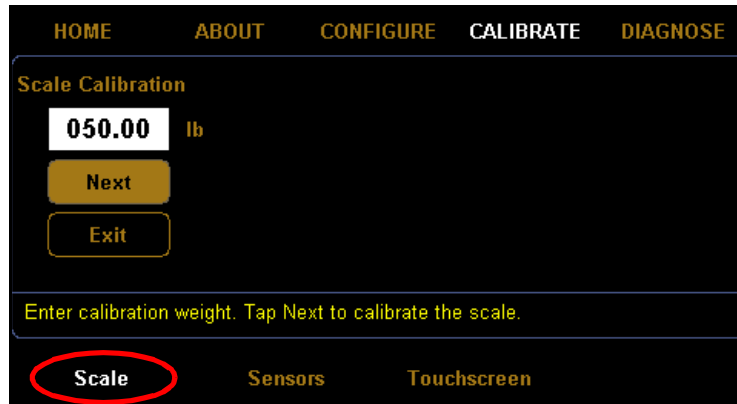 HOME ABOUT CONFIGURE CALIBRATE DIAGNOSE
Scale Calibration
050.00 lb
Next
Exit
Enter calibration weight. Tap Next to calibrate the scale.
Scale Sensors Touchscreen